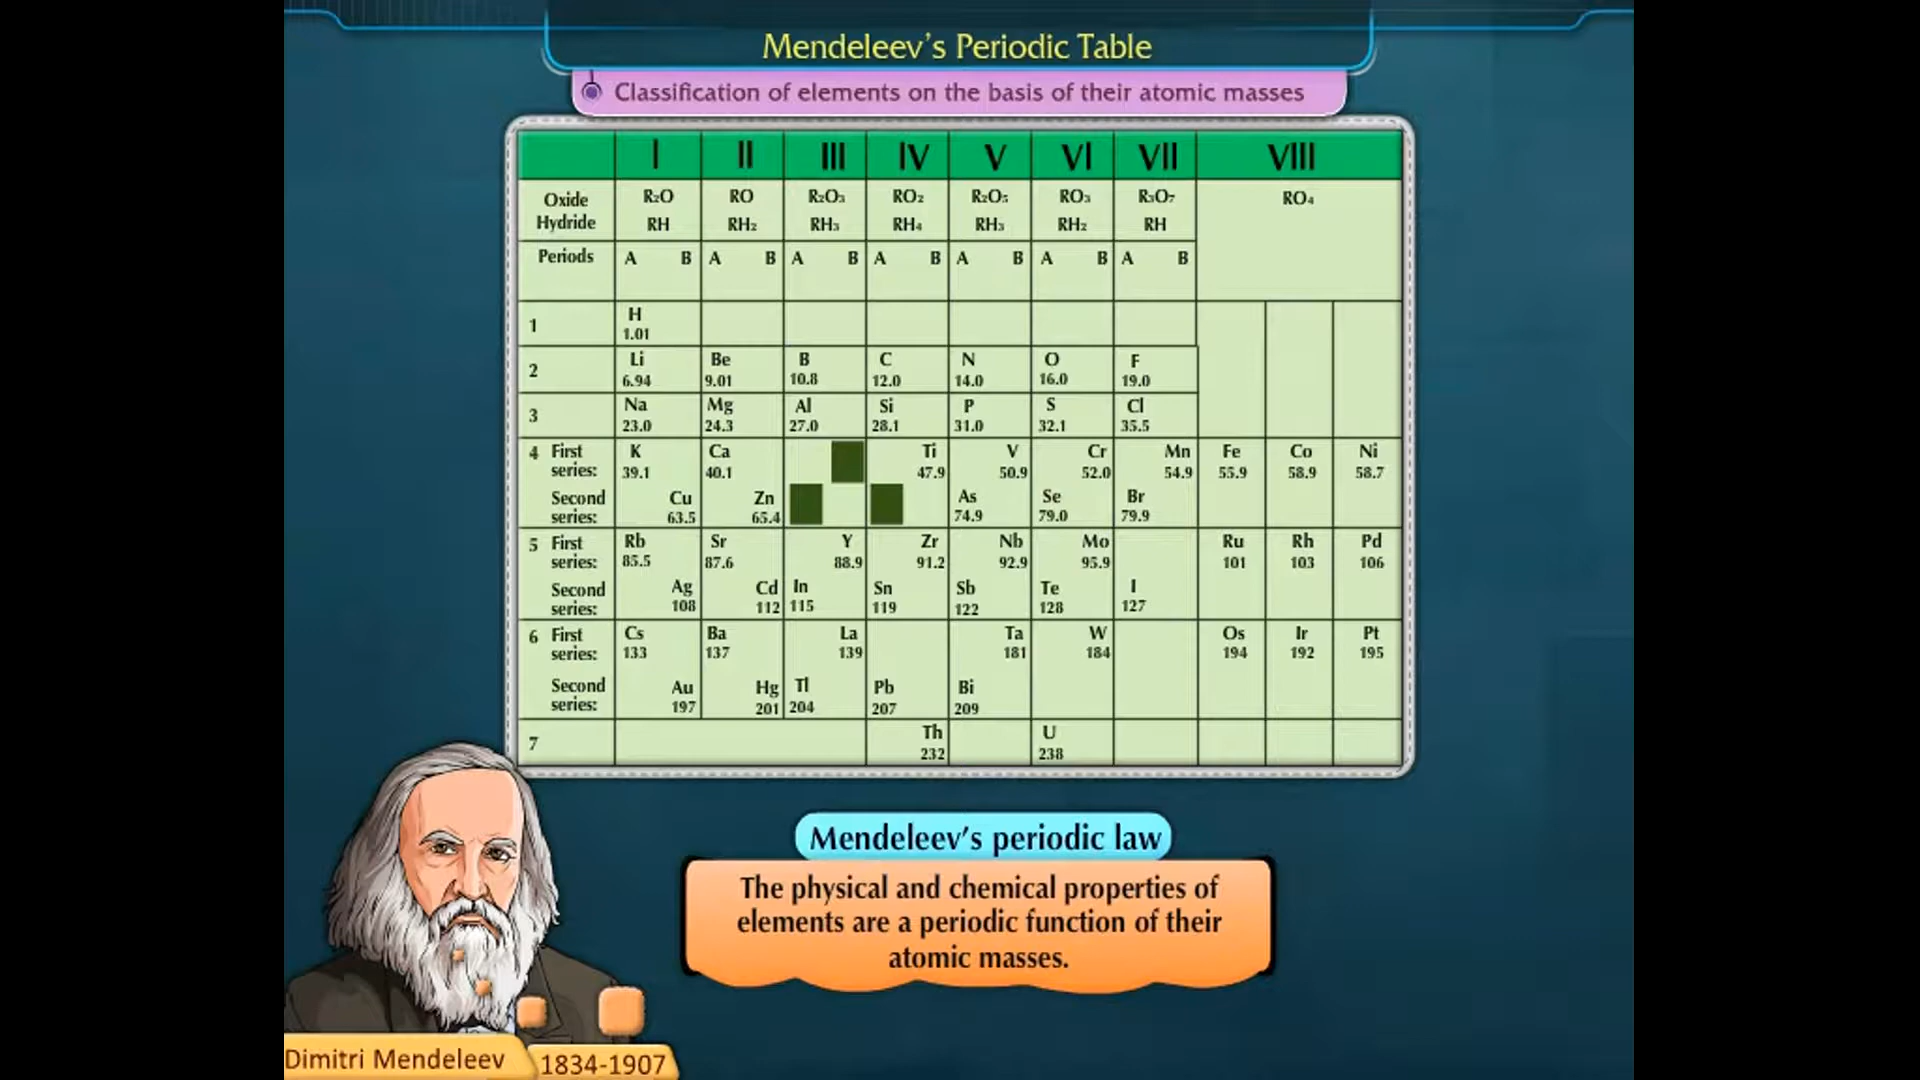 Mendeleev's Periodic Table
Classification of elements on the basis of their atomic masses
I II III IV V VI VII VIII
Oxide R₂O RO R₂O₃ RO₂ R₂O₅ RO₃ R₃O₇ RO₄
Hydride RH RH₂ RH₃ RH₄ RH₃ RH₂ RH
Periods A B A B A B A B A B A B A B
1 H
1.01
2 Li Be B C N O F
6.94 9.01 10.8 12.0 14.0 16.0 19.0
3 Na Mg Al Si P S Cl
23.0 24.3 27.0 28.1 31.0 32.1 35.5
4 First K Ca Ti V Cr Mn Fe Co Ni
series: 39.1 40.1 47.9 50.9 52.0 54.9 55.9 58.9 58.7
Second Cu Zn As Se Br
series: 63.5 65.4 74.9 79.0 79.9
5 First Rb Sr Y Zr Nb Mo Ru Rh Pd
series: 85.5 87.6 88.9 91.2 92.9 95.9 101 103 106
Second Ag Cd In Sn Sb Te I
series: 108 112 115 119 122 128 127
6 First Cs Ba La Ta W Os Ir Pt
series: 133 137 139 181 184 194 192 195
Second Au Hg Tl Pb Bi
series: 197 201 204 207 209
7 Th U
232 238
Mendeleev's periodic law
The physical and chemical properties of
elements are a periodic function of their
atomic masses.
Dimitri Mendeleev
1834-1907